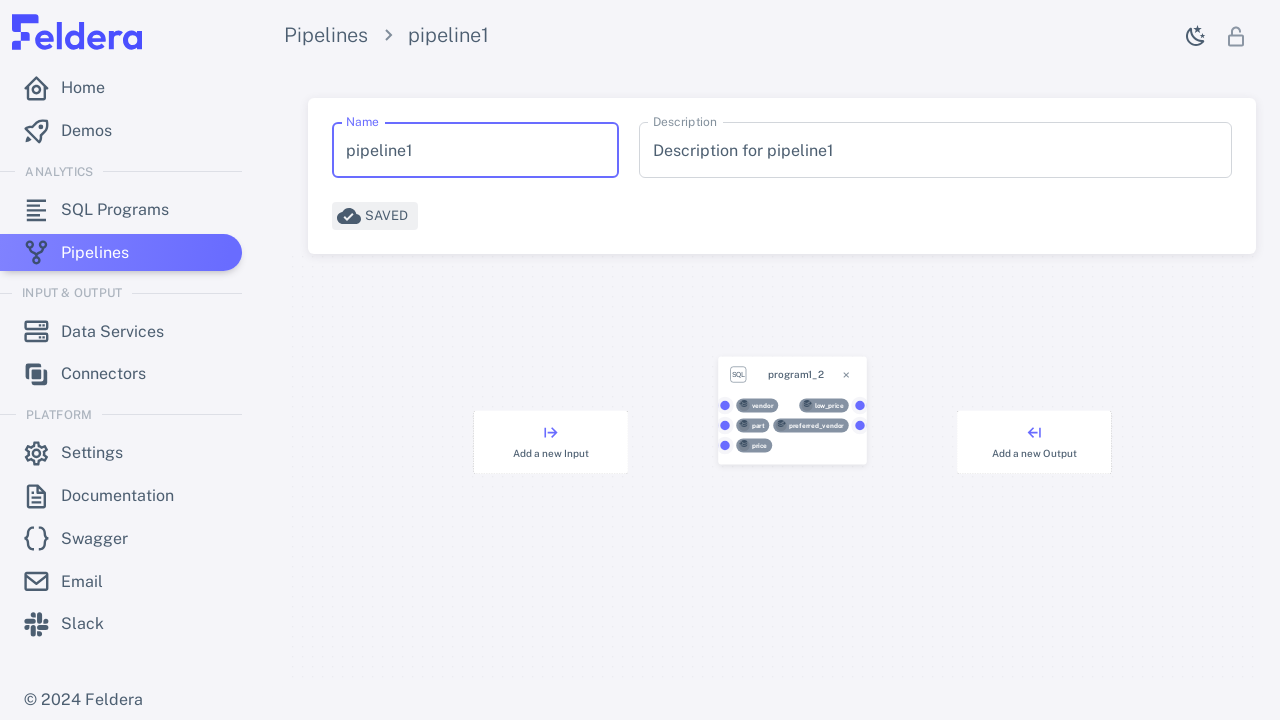 Feldera
Pipelines
pipeline1
Home
Demos
ANALYTICS
SQL Programs
Pipelines
INPUT & OUTPUT
Data Services
Connectors
PLATFORM
Settings
Documentation
Swagger
Email
Slack
© 2024 Feldera
Name
pipeline1
Description
Description for pipeline1
SAVED
Add a new Input
SQL
program1_2
vendor
low_price
part
preferred_vendor
price
Add a new Output